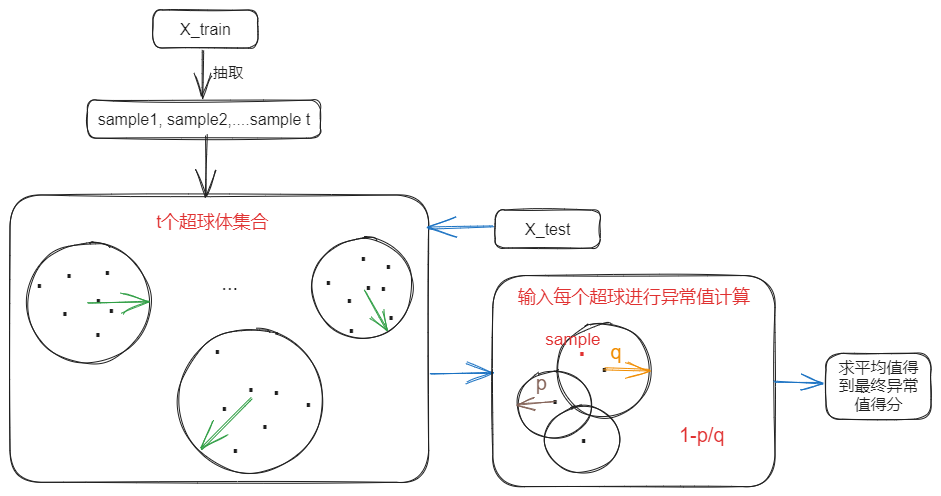 X_train
抽取
sample1, sample2,....sample t
t个超球体集合
...
X_test
输入每个超球进行异常值计算
sample
q
p
1-p/q
求平均值得
到最终异常
值得分